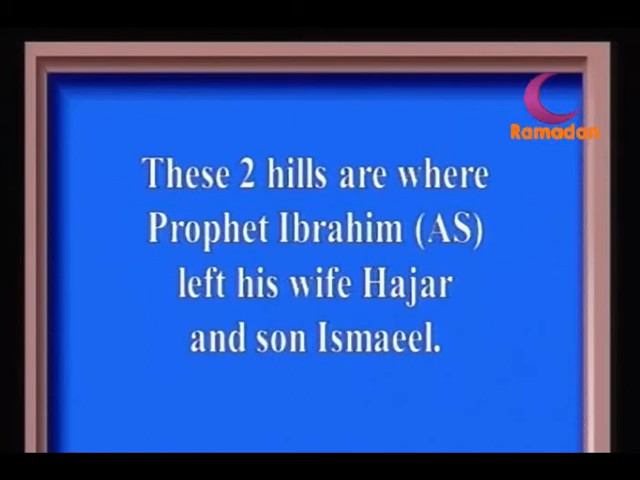 Ramadan
These 2 hills are where
Prophet Ibrahim (AS)
left his wife Hajar
and son Ismaeel.